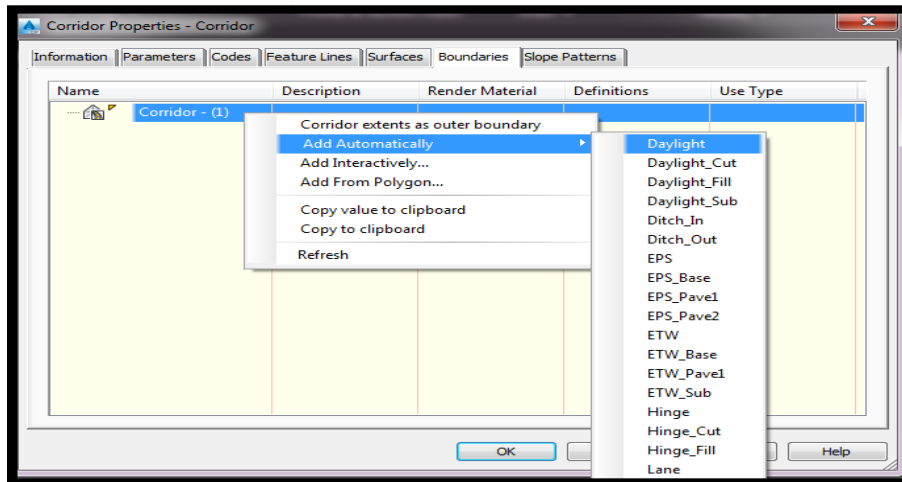 Corridor Properties - Corridor
Information Parameters Codes Feature Lines Surfaces Boundaries Slope Patterns
Name Description Render Material Definitions Use Type
Corridor - (1)
Corridor extents as outer boundary
Add Automatically
Add Interactively...
Add From Polygon...
Copy value to clipboard
Copy to clipboard
Refresh
Daylight
Daylight_Cut
Daylight_Fill
Daylight_Sub
Ditch_In
Ditch_Out
EPS
EPS_Base
EPS_Pave1
EPS_Pave2
ETW
ETW_Base
ETW_Pave1
ETW_Sub
Hinge
Hinge_Cut
Hinge_Fill
Lane
OK Help